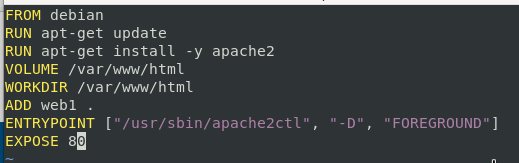 FROM debian
RUN apt-get update
RUN apt-get install -y apache2
VOLUME /var/www/html
WORKDIR /var/www/html
ADD web1 .
ENTRYPOINT ["/usr/sbin/apache2ctl", "-D", "FOREGROUND"]
EXPOSE 80
~